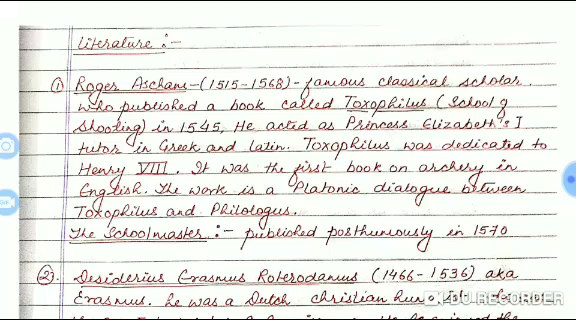 Literature :-
① Roger Ascham - (1515-1568) - famous classical scholar.
who published a book called Toxophilus (School of
Shooting) in 1545, He acted as Princess Elizabeth's I
tutor in Greek and Latin. Toxophilus was dedicated to
Henry VIII. It was the first book on archery in
English. The work is a Platonic dialogue between
Toxophilus and Philologus.
The Schoolmaster :- published posthumously in 1570
②. Desiderius Erasmus Roterodamus (1466-1536) aka
Erasmus. he was a Dutch christian
DU RECORDER